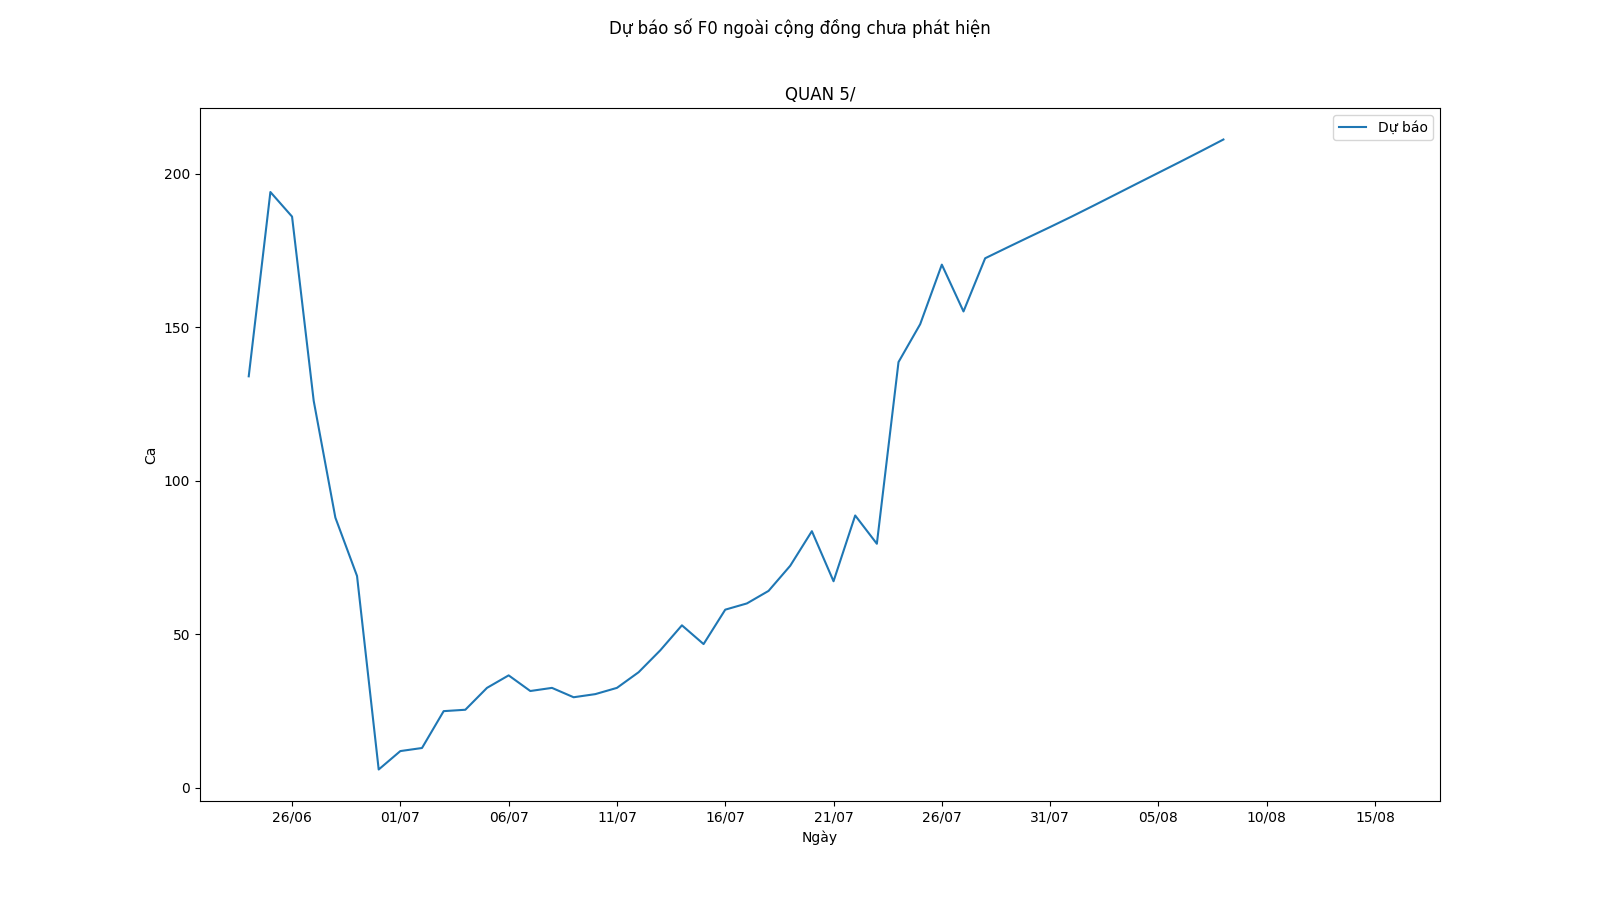 Dự báo số F0 ngoài cộng đồng chưa phát hiện
QUAN 5/
Dự báo
200
150
100
50
0
Ca
26/06 01/07 06/07 11/07 16/07 21/07 26/07 31/07 05/08 10/08 15/08
Ngày